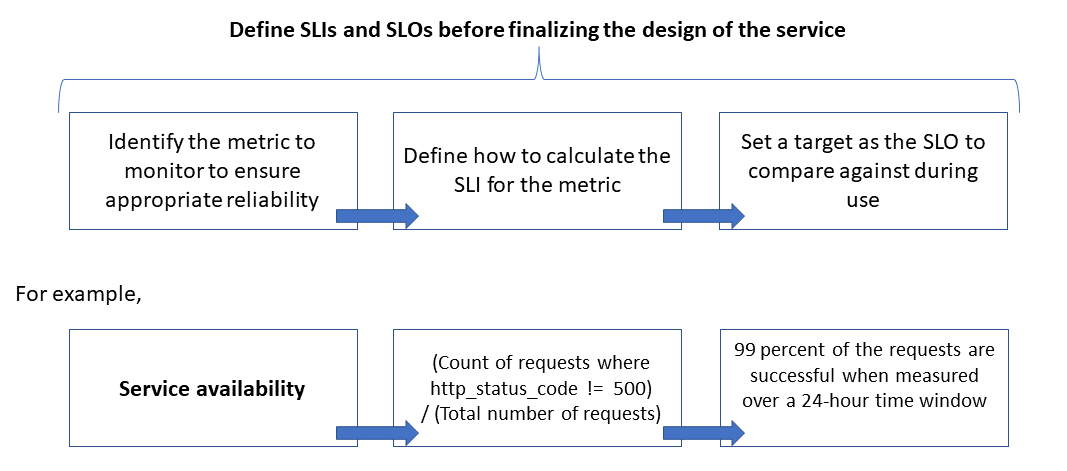 Define SLIs and SLOs before finalizing the design of the service
Identify the metric to
monitor to ensure
appropriate reliability
Define how to calculate the
SLI for the metric
Set a target as the SLO to
compare against during
use
For example,
Service availability
(Count of requests where
http_status_code != 500)
/ (Total number of requests)
99 percent of the requests are
successful when measured
over a 24-hour time window